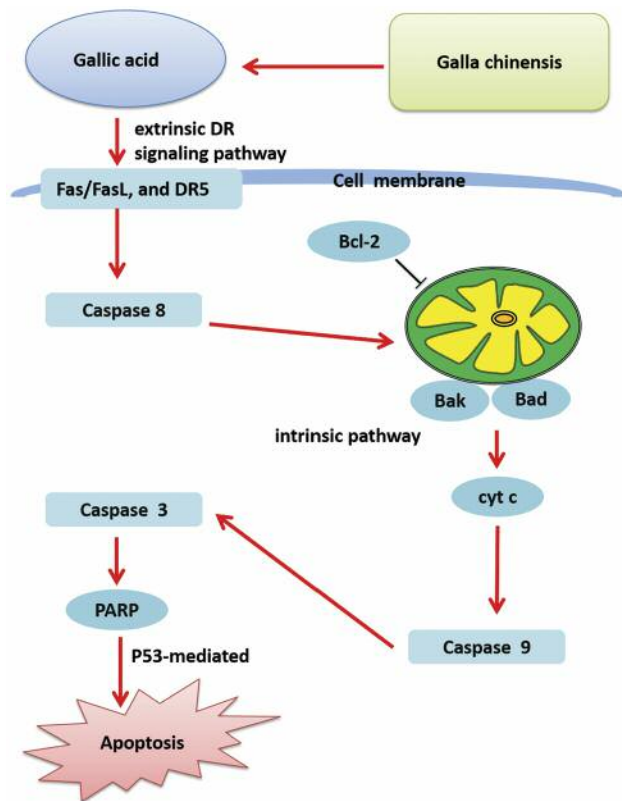 Gallic acid
Galla chinensis
extrinsic DR
signaling pathway
Fas/FasL, and DR5
Cell membrane
Bcl-2
Caspase 8
Bak
Bad
intrinsic pathway
cyt c
Caspase 3
PARP
Caspase 9
P53-mediated
Apoptosis